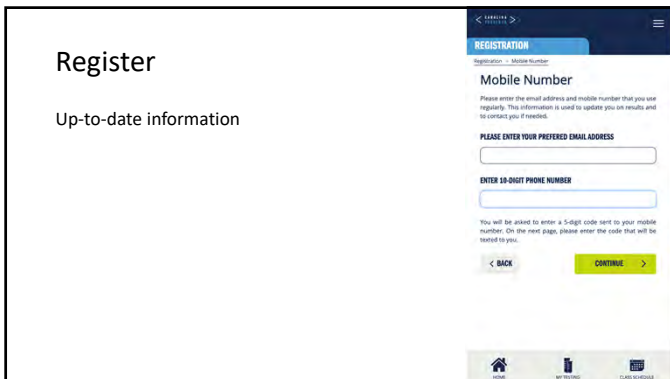 Register
Up-to-date information
REGISTRATION
Registration > Mobile Number
Mobile Number
Please enter the email address and mobile number that you use
regularly. This information is used to update you on results and
to contact you if needed.
PLEASE ENTER YOUR PREFERED EMAIL ADDRESS
ENTER 10-DIGIT PHONE NUMBER
You will be asked to enter a 5-digit code sent to your mobile
number. On the next page, please enter the code that will be
texted to you.
< BACK
CONTINUE >
HOME
MY TESTING
CLASS SCHEDULE